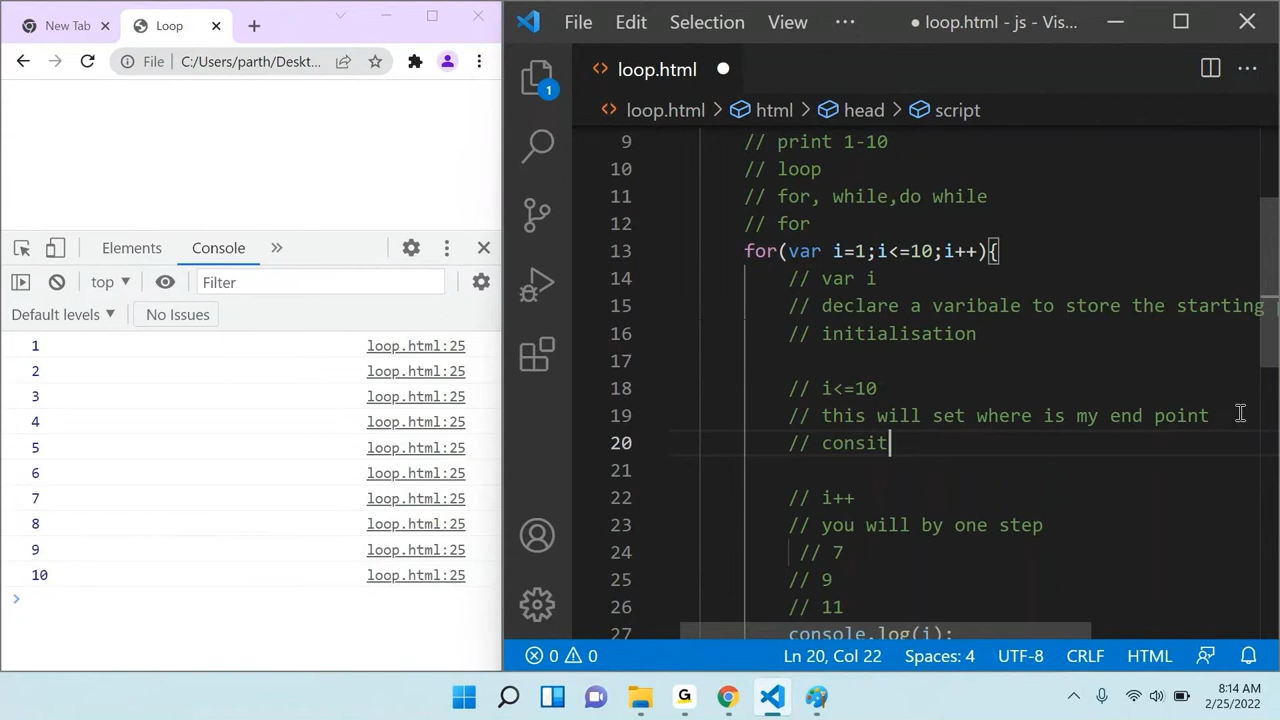 New Tab
Loop
File C:/Users/parth/Deskt...
Elements
Console
top
Filter
Default levels
No Issues
1 loop.html:25
2 loop.html:25
3 loop.html:25
4 loop.html:25
5 loop.html:25
6 loop.html:25
7 loop.html:25
8 loop.html:25
9 loop.html:25
10 loop.html:25
File Edit Selection View ··· ● loop.html - js - Vis...
loop.html
loop.html > html > head > script
1
9 // print 1-10
10 // loop
11 // for, while,do while
12 // for
13 for(var i=1;i<=10;i++){
14 // var i
15 // declare a varibale to store the starting
16 // initialisation
17
18 // i<=10
19 // this will set where is my end point
20 // consit
21
22 // i++
23 // you will by one step
24 // 7
25 // 9
26 // 11
27 console.log(i);
0 0 Ln 20, Col 22 Spaces: 4 UTF-8 CRLF HTML
G
8:14 AM
2/25/2022